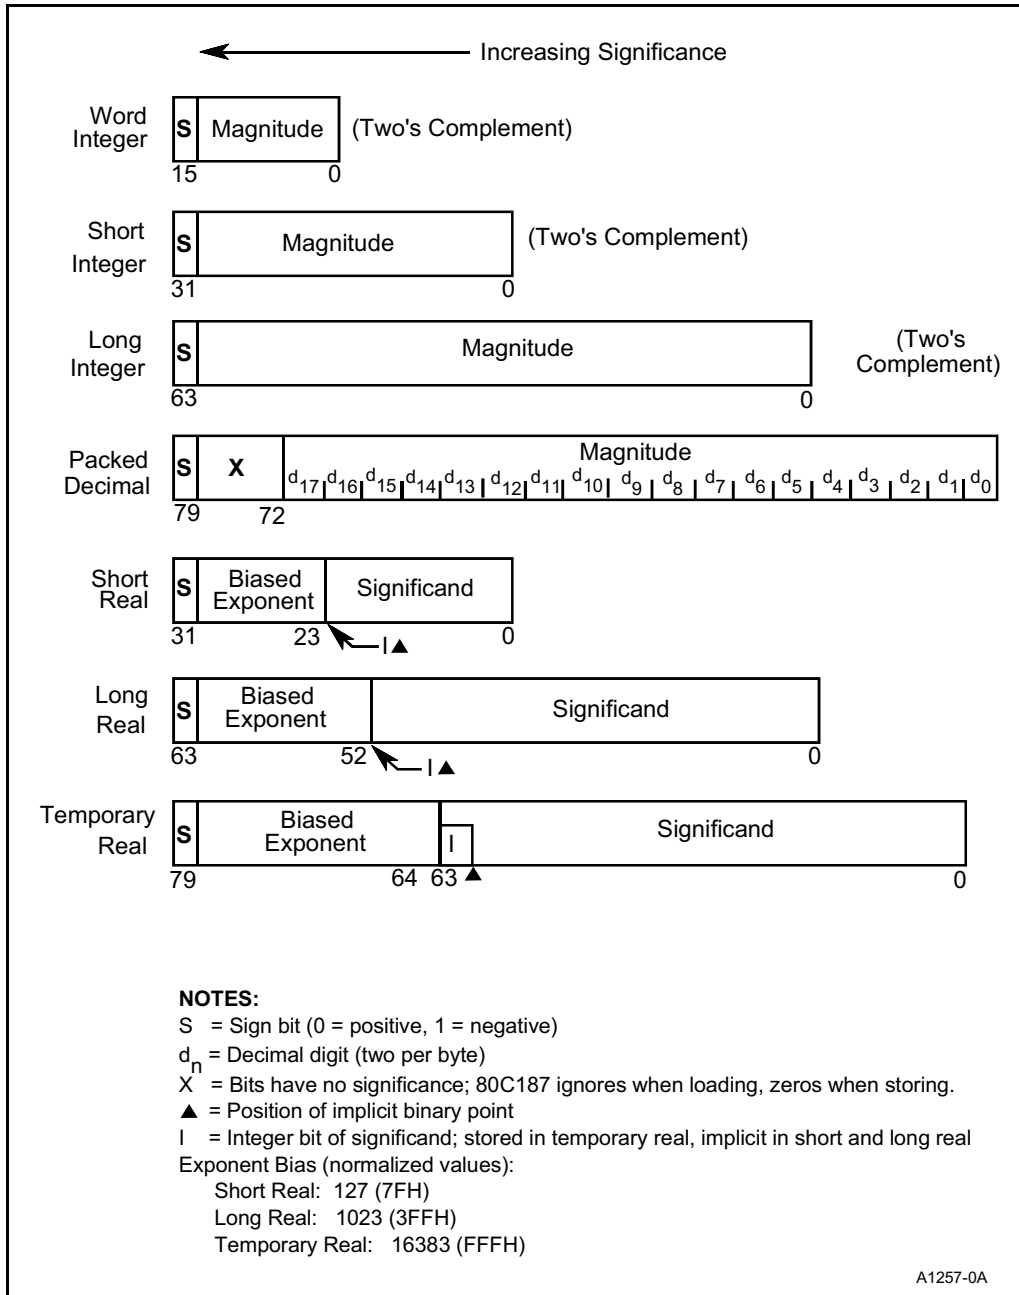 Increasing Significance
Word
Integer
S Magnitude (Two's Complement)
15 0
Short
Integer
S Magnitude (Two's Complement)
31 0
Long
Integer
S Magnitude (Two's
Complement)
63 0
Packed
Decimal
S X Magnitude
d17 d16 d15 d14 d13 d12 d11 d10 d9 d8 d7 d6 d5 d4 d3 d2 d1 d0
79 72
Short
Real
S Biased
Exponent Significand
31 23 I▲ 0
Long
Real
S Biased
Exponent Significand
63 52 I▲ 0
Temporary
Real
S Biased
Exponent I Significand
79 64 63 ▲ 0
NOTES:
S = Sign bit (0 = positive, 1 = negative)
dn = Decimal digit (two per byte)
X = Bits have no significance; 80C187 ignores when loading, zeros when storing.
▲ = Position of implicit binary point
I = Integer bit of significand; stored in temporary real, implicit in short and long real
Exponent Bias (normalized values):
Short Real: 127 (7FH)
Long Real: 1023 (3FFH)
Temporary Real: 16383 (FFFH)
A1257-0A